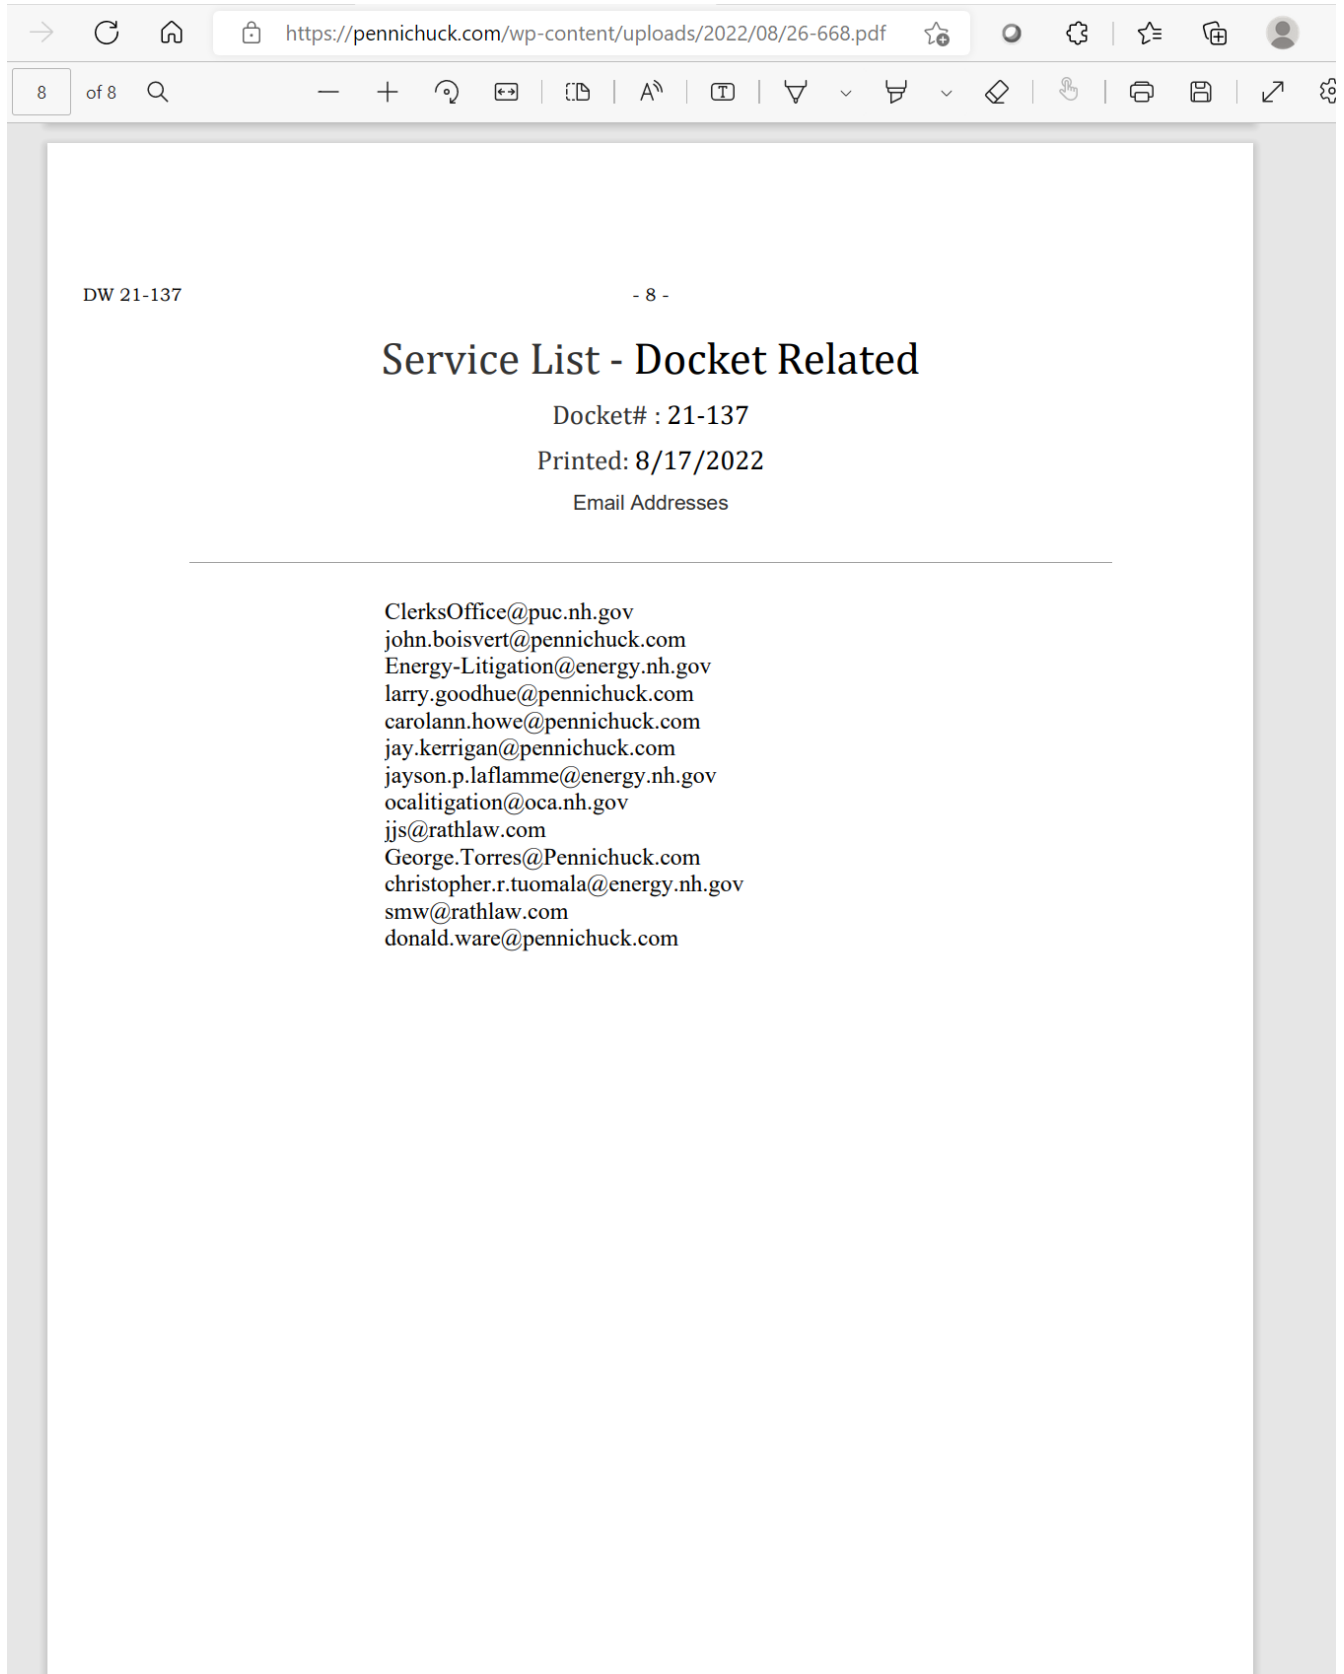 https://pennichuck.com/wp-content/uploads/2022/08/26-668.pdf
8 of 8
DW 21-137 - 8 -
Service List - Docket Related
Docket# : 21-137
Printed: 8/17/2022
Email Addresses
ClerksOffice@puc.nh.gov
john.boisvert@pennichuck.com
Energy-Litigation@energy.nh.gov
larry.goodhue@pennichuck.com
carolann.howe@pennichuck.com
jay.kerrigan@pennichuck.com
jayson.p.laflamme@energy.nh.gov
ocalitigation@oca.nh.gov
jjs@rathlaw.com
George.Torres@Pennichuck.com
christopher.r.tuomala@energy.nh.gov
smw@rathlaw.com
donald.ware@pennichuck.com